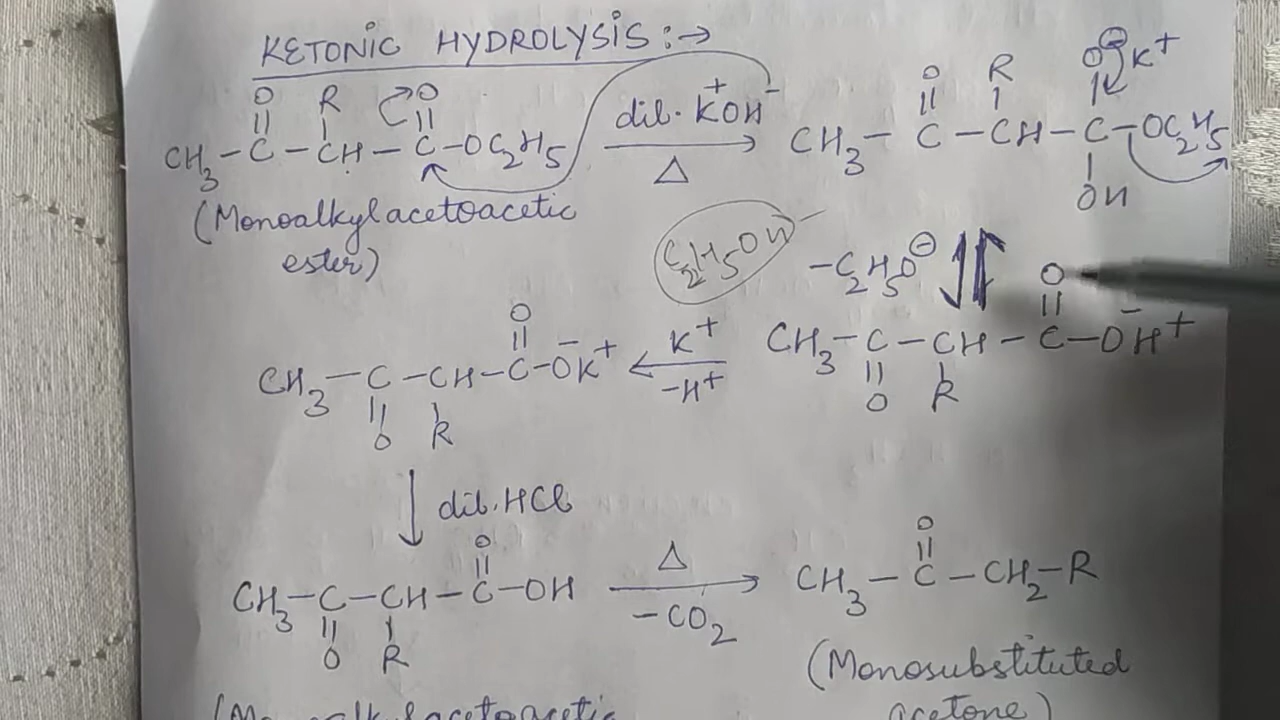 KETONIC HYDROLYSIS :→
O R O
CH3 – C – CH – C – OC2H5
dil. K+OH–
Δ
(Monoalkylacetoacetic
ester)
O R O⊖ K+
CH3 – C – CH – C – OC2H5
OH
C2H5OH
–C2H5O⊖
O
CH3 – C – CH – C – O– H+
O R
K+
–H+
O
CH3 – C – CH – C – O– K+
O R
dil. HCl
O
CH3 – C – CH – C – OH
O R
Δ
–CO2
O
CH3 – C – CH2 – R
(Monosubstituted
acetone)